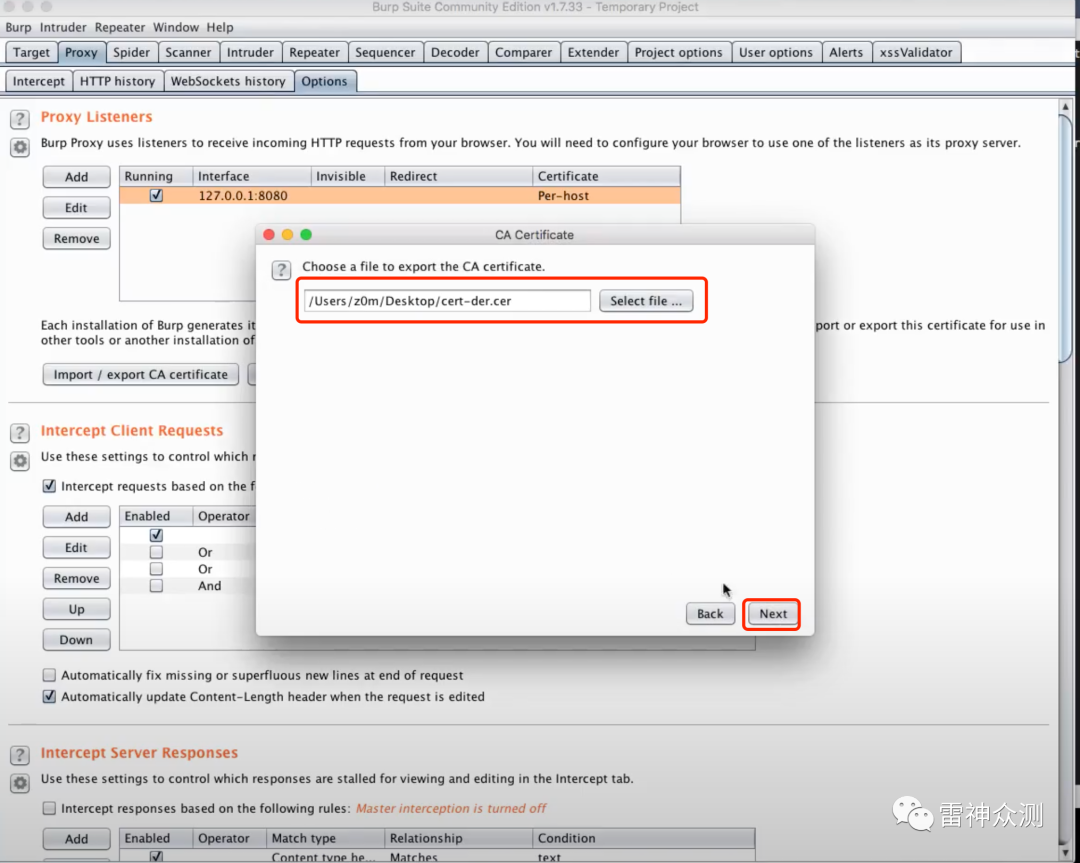 Burp Suite Community Edition v1.7.33 - Temporary Project
Burp Intruder Repeater Window Help
Target Proxy Spider Scanner Intruder Repeater Sequencer Decoder Comparer Extender Project options User options Alerts xssValidator
Intercept HTTP history WebSockets history Options
? Proxy Listeners
Burp Proxy uses listeners to receive incoming HTTP requests from your browser. You will need to configure your browser to use one of the listeners as its proxy server.
Add Running Interface Invisible Redirect Certificate
127.0.0.1:8080 Per-host
Edit
Remove
CA Certificate
? Choose a file to export the CA certificate.
/Users/z0m/Desktop/cert-der.cer Select file ...
Each installation of Burp generates it
port or export this certificate for use in
other tools or another installation of
Import / export CA certificate
? Intercept Client Requests
Use these settings to control which
Intercept requests based on the f
Add Enabled Operator
Edit Or
Remove Or
And
Up
Down
Back Next
Automatically fix missing or superfluous new lines at end of request
Automatically update Content-Length header when the request is edited
? Intercept Server Responses
Use these settings to control which responses are stalled for viewing and editing in the Intercept tab.
Intercept responses based on the following rules: Master interception is turned off
Add Enabled Operator Match type Relationship Condition
Content type he... Matches text
雷神众测